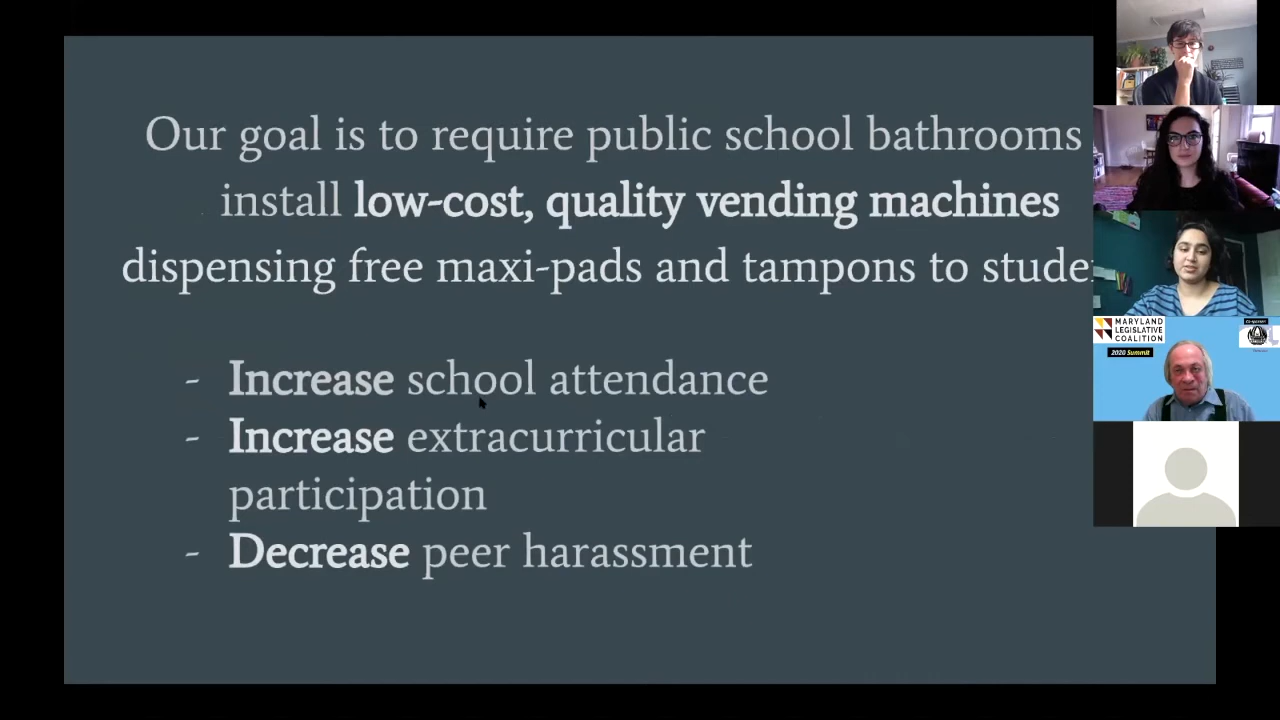 Our goal is to require public school bathrooms
install low-cost, quality vending machines
dispensing free maxi-pads and tampons to stude
- Increase school attendance
- Increase extracurricular
participation
- Decrease peer harassment
MARYLAND
LEGISLATIVE
COALITION
2020 Summit